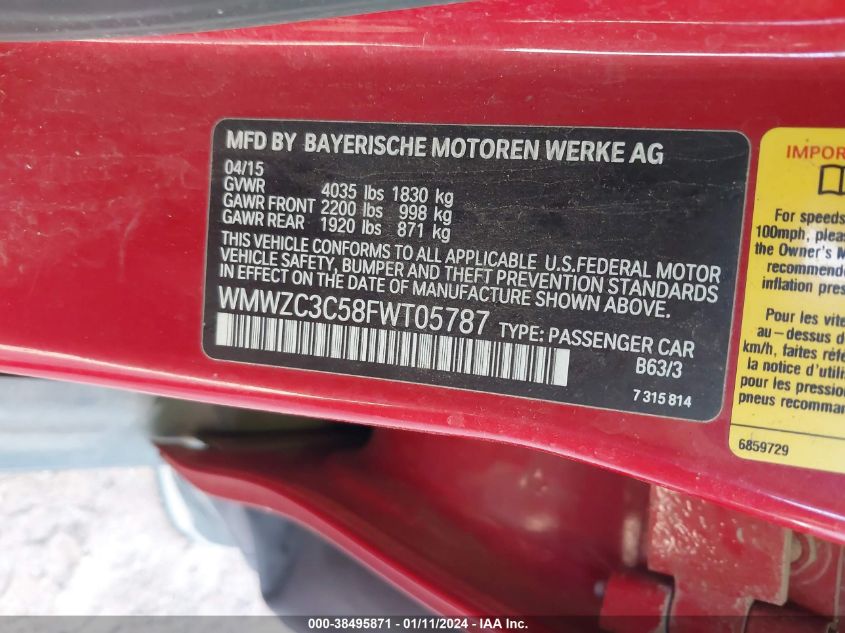 MFD BY BAYERISCHE MOTOREN WERKE AG
04/15
GVWR 4035 lbs 1830 kg
GAWR FRONT 2200 lbs 998 kg
GAWR REAR 1920 lbs 871 kg
THIS VEHICLE CONFORMS TO ALL APPLICABLE U.S.FEDERAL MOTOR
VEHICLE SAFETY, BUMPER AND THEFT PREVENTION STANDARDS
IN EFFECT ON THE DATE OF MANUFACTURE SHOWN ABOVE.
WMWZC3C58FWT05787 TYPE: PASSENGER CAR
B63/3
7 315 814
IMPOR
For speeds
100mph, pleas
the Owner's M
recommende
inflation pres
Pour les vite
au-dessus d
km/h, faites réfé
la notice d'utili
pour les pression
pneus recomman
6859729
000-38495871 - 01/11/2024 - IAA Inc.